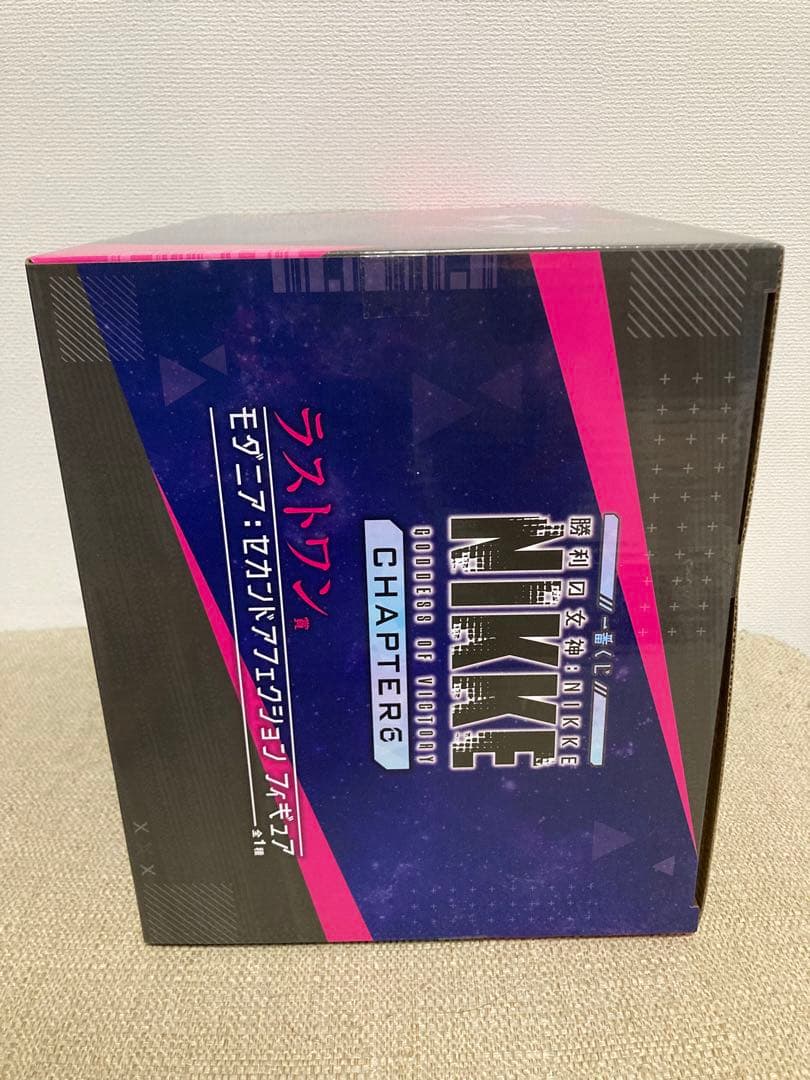 一番くじ
勝利の女神:NIKKE
NIKKE
GODDESS OF VICTORY
CHAPTER6
ラストワン賞
モダニア:セカンドアフェクション フィギュア
全1種